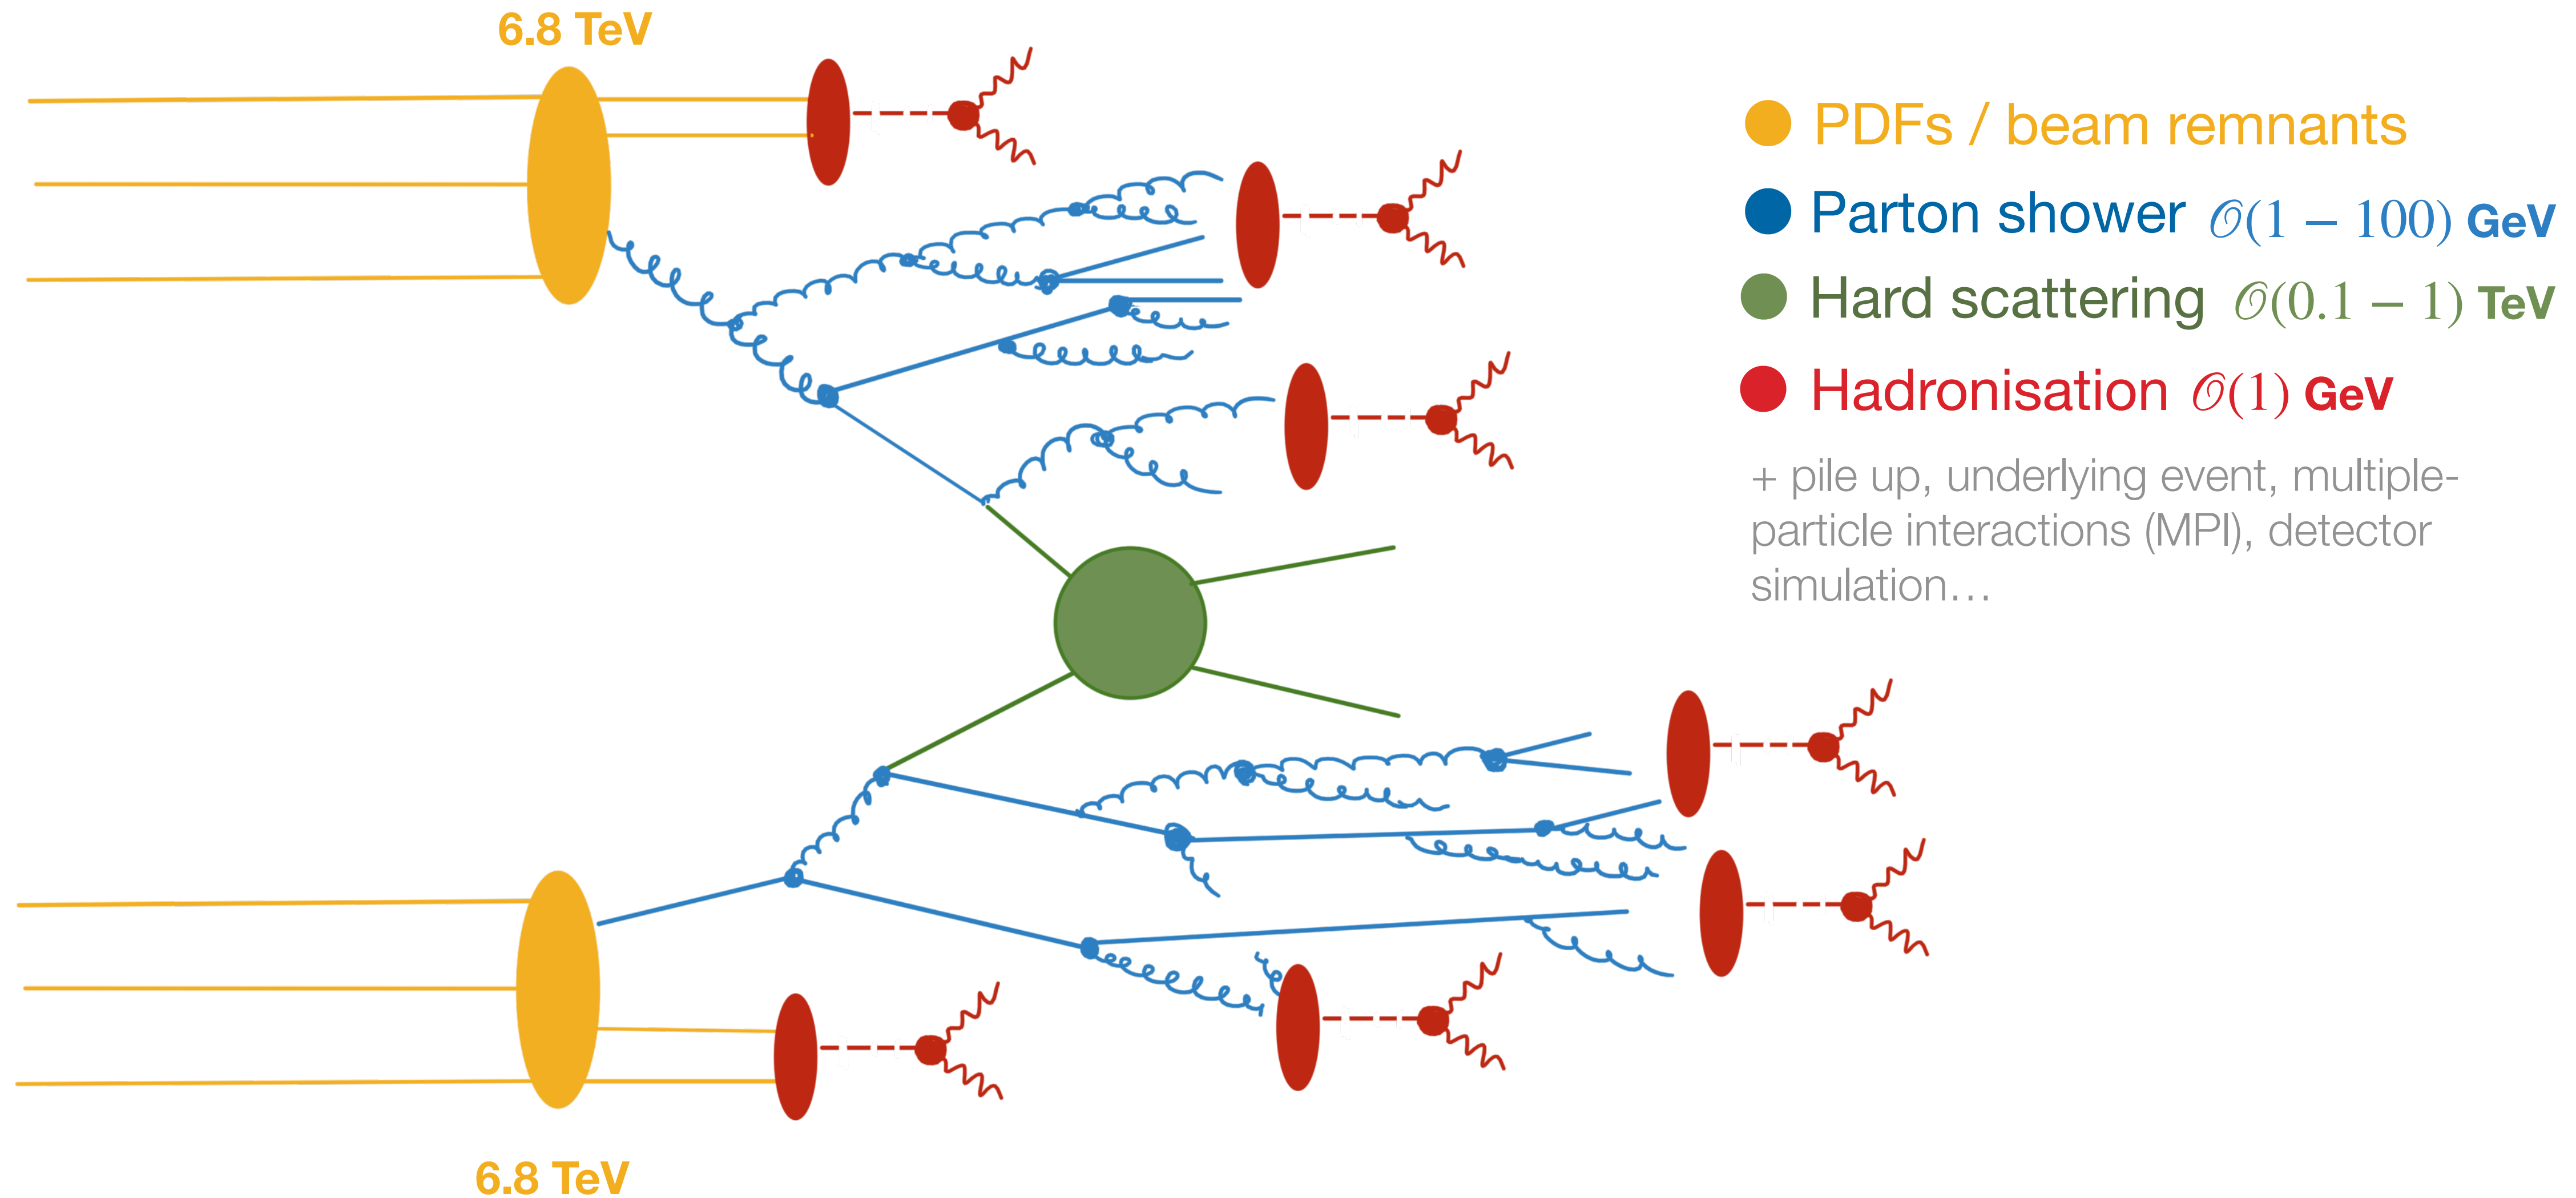 6.8 TeV
PDFs / beam remnants
Parton shower 𝒪(1 − 100) GeV
Hard scattering 𝒪(0.1 − 1) TeV
Hadronisation 𝒪(1) GeV
+ pile up, underlying event, multiple-
particle interactions (MPI), detector
simulation…
6.8 TeV